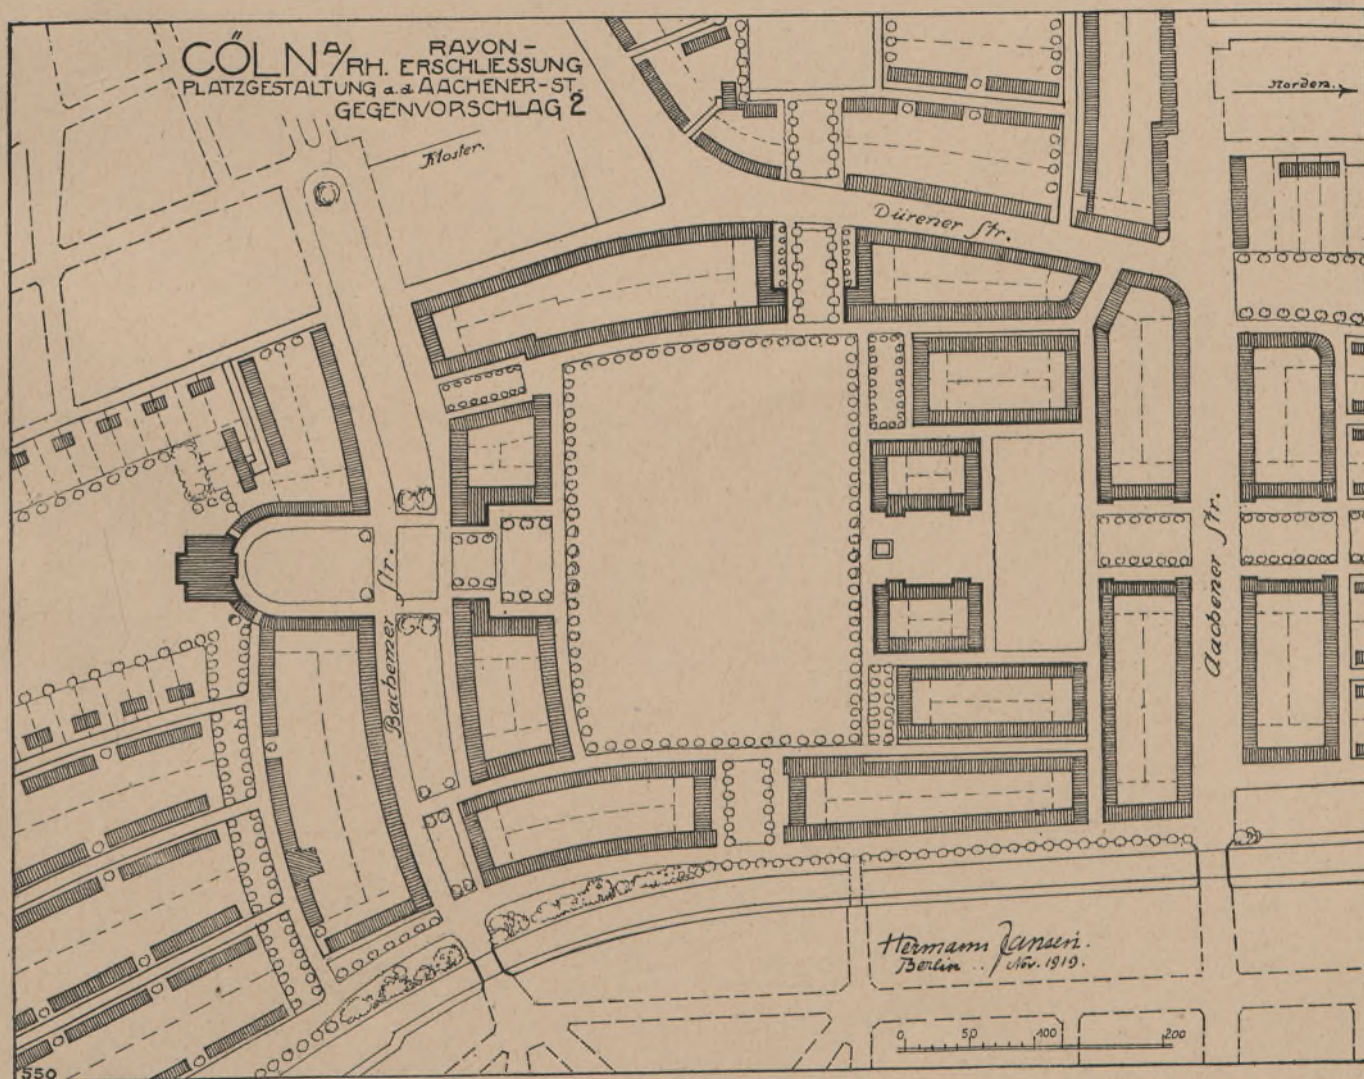 CÖLN A/RH. RAYON-
ERSCHLIESSUNG
PLATZGESTALTUNG a.d. AACHENER-ST.
GEGENVORSCHLAG 2
Kloster.
Norden.
Dürener Str.
Aachener Str.
Bachemer Str.
Hermann Jansen.
Berlin .. Nov. 1919.
0 50 100 200
550